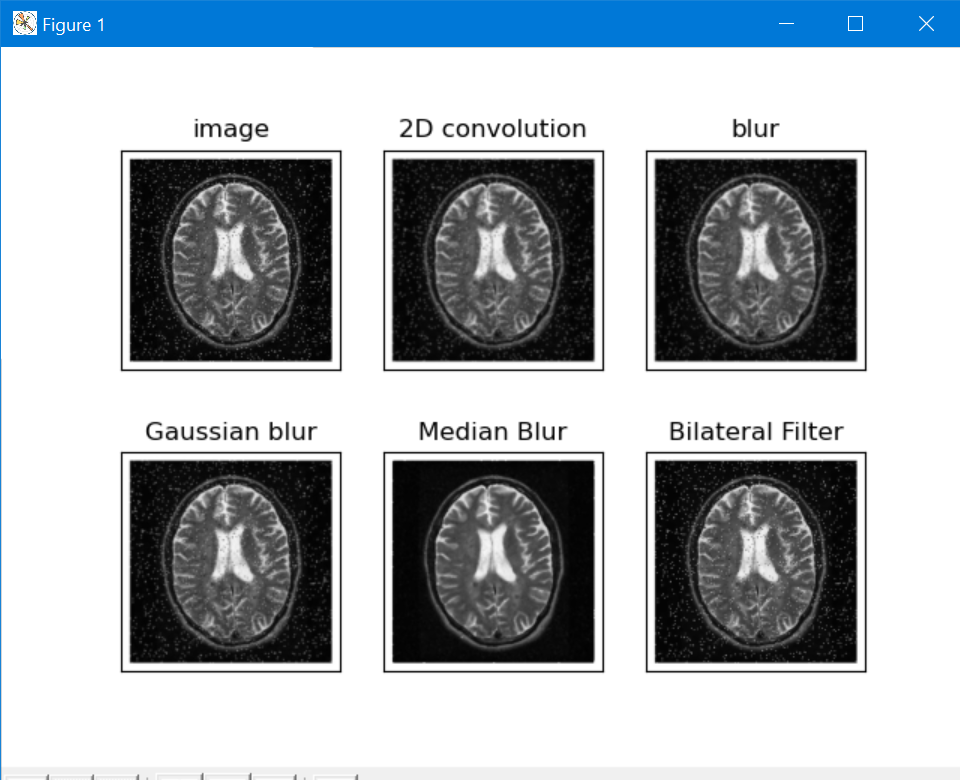 Figure 1
image
2D convolution
blur
Gaussian blur
Median Blur
Bilateral Filter